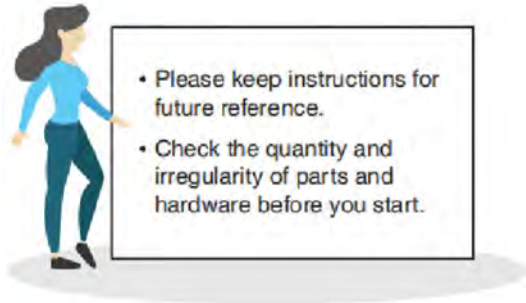 • Please keep instructions for
future reference.
• Check the quantity and
irregularity of parts and
hardware before you start.